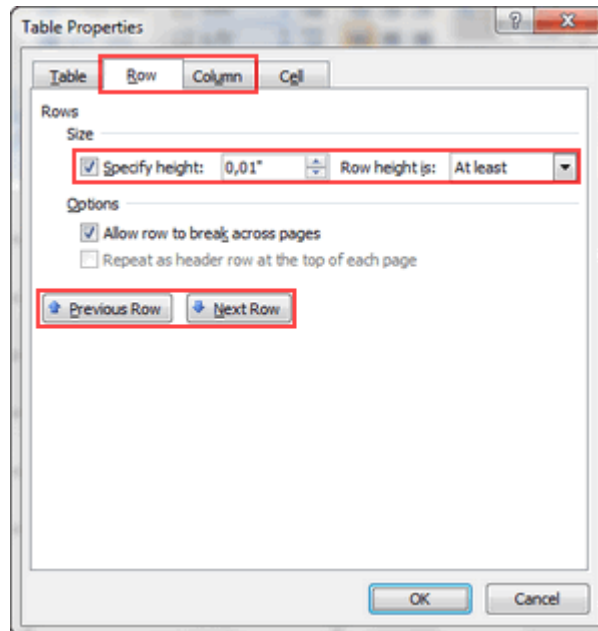 Table Properties
Table Row Column Cell
Rows
Size
Specify height: 0,01" Row height is: At least
Options
Allow row to break across pages
Repeat as header row at the top of each page
Previous Row Next Row
OK Cancel